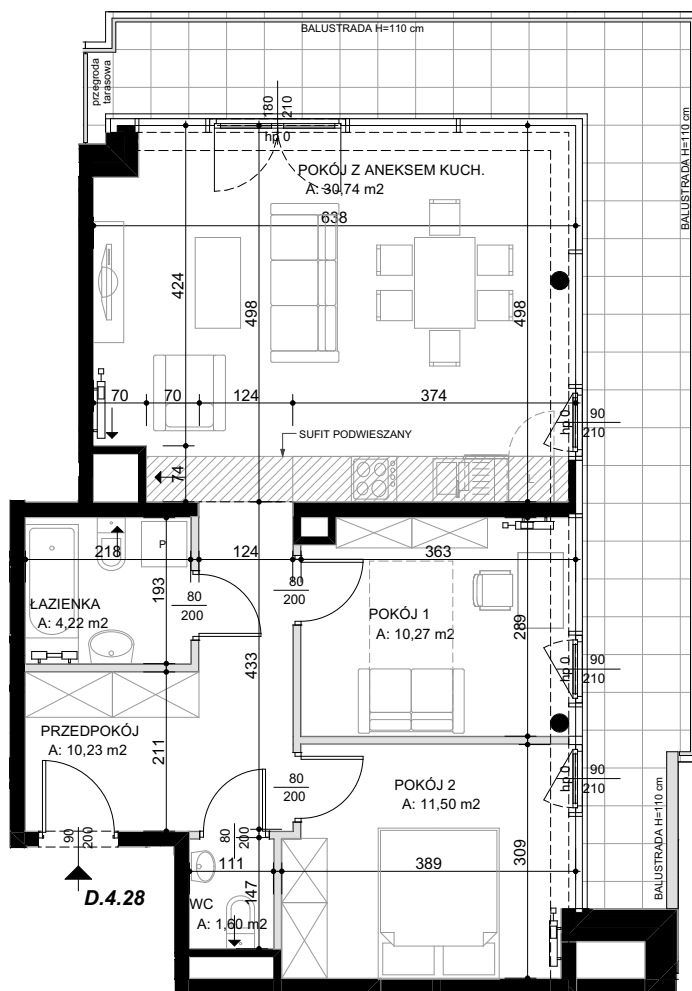 BALUSTRADA H=110 cm
przegroda
tarasowa
180
210
hp 0
BALUSTRADA H=110 cm
POKÓJ Z ANEKSEM KUCH.
A: 30,74 m2
638
424
498
498
70
70
124
374
hp 0
90
210
SUFIT PODWIESZANY
74
218
P
124
363
193
80
200
80
200
ŁAZIENKA
A: 4,22 m2
POKÓJ 1
A: 10,27 m2
289
433
hp 0
90
210
211
PRZEDPOKÓJ
A: 10,23 m2
80
200
POKÓJ 2
A: 11,50 m2
hp 0
90
210
BALUSTRADA H=110 cm
90
200
80
200
111
389
309
D.4.28
147
WC
A: 1,60 m2